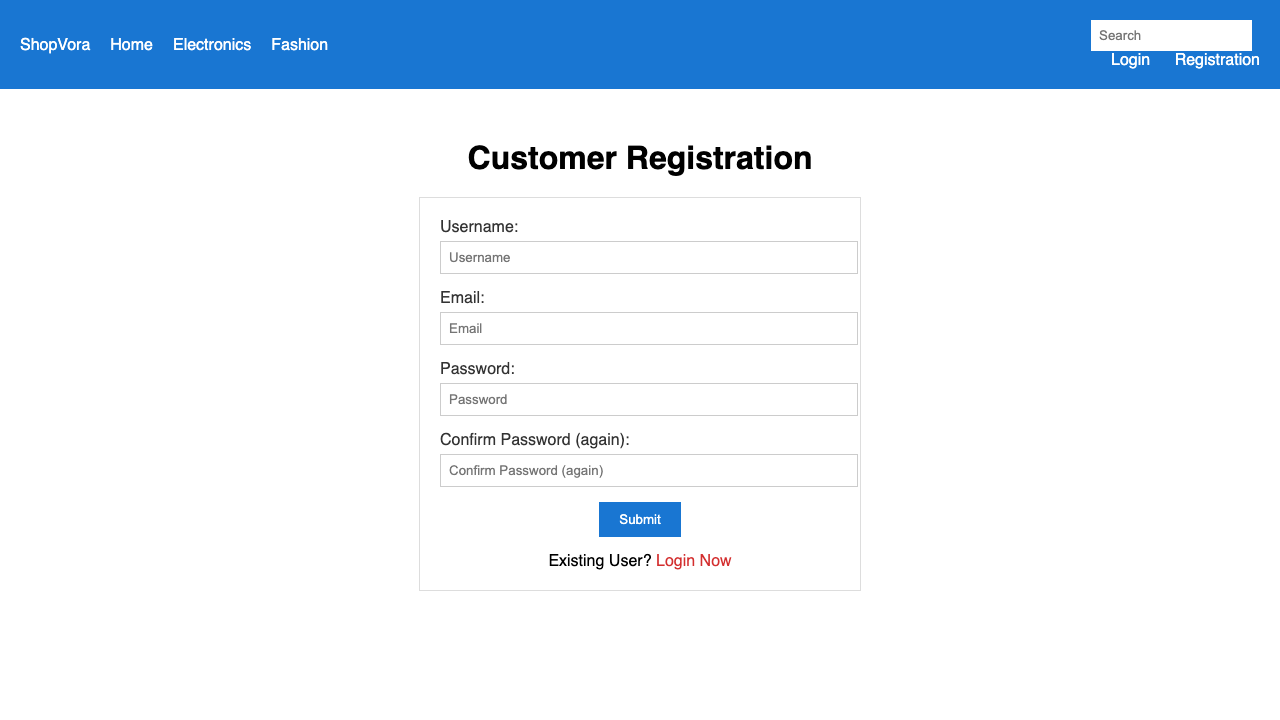 ShopVora Home Electronics Fashion
Search
Login Registration
Customer Registration
Username:
Username
Email:
Email
Password:
Password
Confirm Password (again):
Confirm Password (again)
Submit
Existing User? Login Now